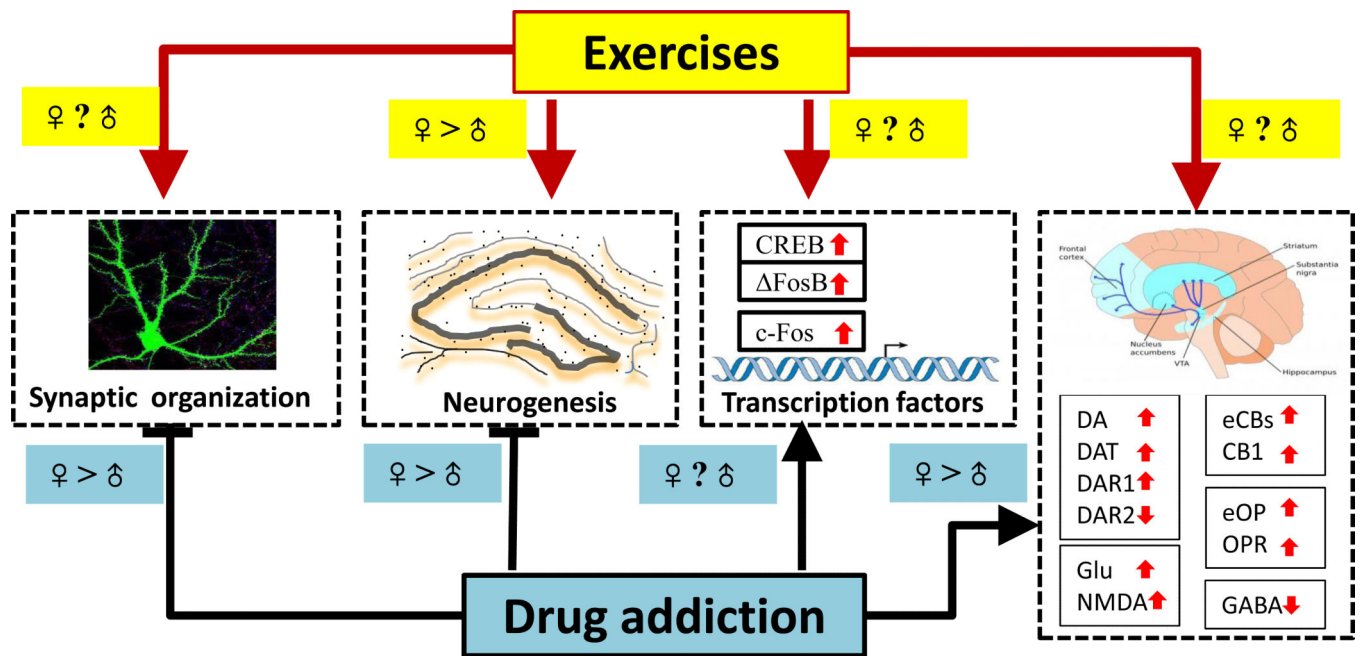 Exercises
♀ ? ♂
♀ > ♂
♀ ? ♂
♀ ? ♂
Synaptic organization
Neurogenesis
CREB
ΔFosB
c-Fos
Transcription factors
Frontal
cortex
Striatum
Substantia
nigra
Nucleus
accumbens
VTA
Hippocampus
DA
DAT
DAR1
DAR2
Glu
NMDA
eCBs
CB1
eOP
OPR
GABA
♀ > ♂
♀ > ♂
♀ ? ♂
♀ > ♂
Drug addiction